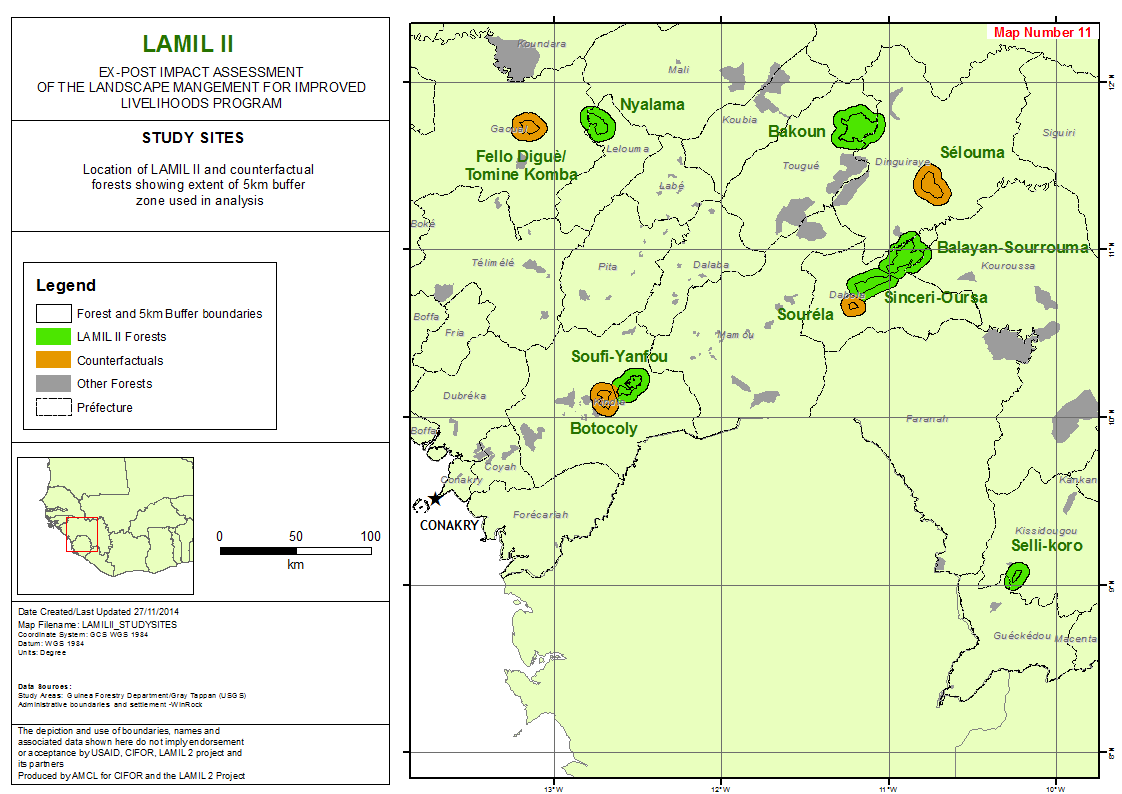 LAMIL II
EX-POST IMPACT ASSESSMENT
OF THE LANDSCAPE MANGEMENT FOR IMPROVED
LIVELIHOODS PROGRAM
STUDY SITES
Location of LAMIL II and counterfactual
forests showing extent of 5km buffer
zone used in analysis
Legend
Forest and 5km Buffer boundaries
LAMIL II Forests
Counterfactuals
Other Forests
Préfecture
0 50 100
km
Date Created/Last Updated 27/11/2014
Map Filename: LAMILII_STUDYSITES
Coordinate System: GCS WGS 1984
Datum: WGS 1984
Units: Degree
Data Sources:
Study Areas: Guinea Forestry Department/Gray Tappan (USGS)
Administrative boundaries and settlement -WinRock
The depiction and use of boundaries, names and
associated data shown here do not imply endorsement
or acceptance by USAID, CIFOR, LAMIL 2 project and
its partners
Produced by AMCL for CIFOR and the LAMIL 2 Project
Map Number 11
Koundara
Mali
12°N
Nyalama
Koubia
Gaoual
Bakoun
Siguiri
Lelouma
Fello Diguè/
Tomine Komba
Sélouma
Tougué
Dinguiraye
Labé
Boké
11°N
Balayan-Sourrouma
Télimélé
Pita
Dalaba
Kouroussa
Dabola
Sinceri-Oursa
Souréla
Boffa
Fria
Mamou
Soufi-Yanfou
Dubréka
Kindia
Faranah
10°N
Botocoly
Boffa
Coyah
Conakry
Kankan
CONAKRY
Forécariah
Kissidougou
Selli-koro
9°N
Guéckédou
Macenta
8°N
13°W
12°W
11°W
10°W